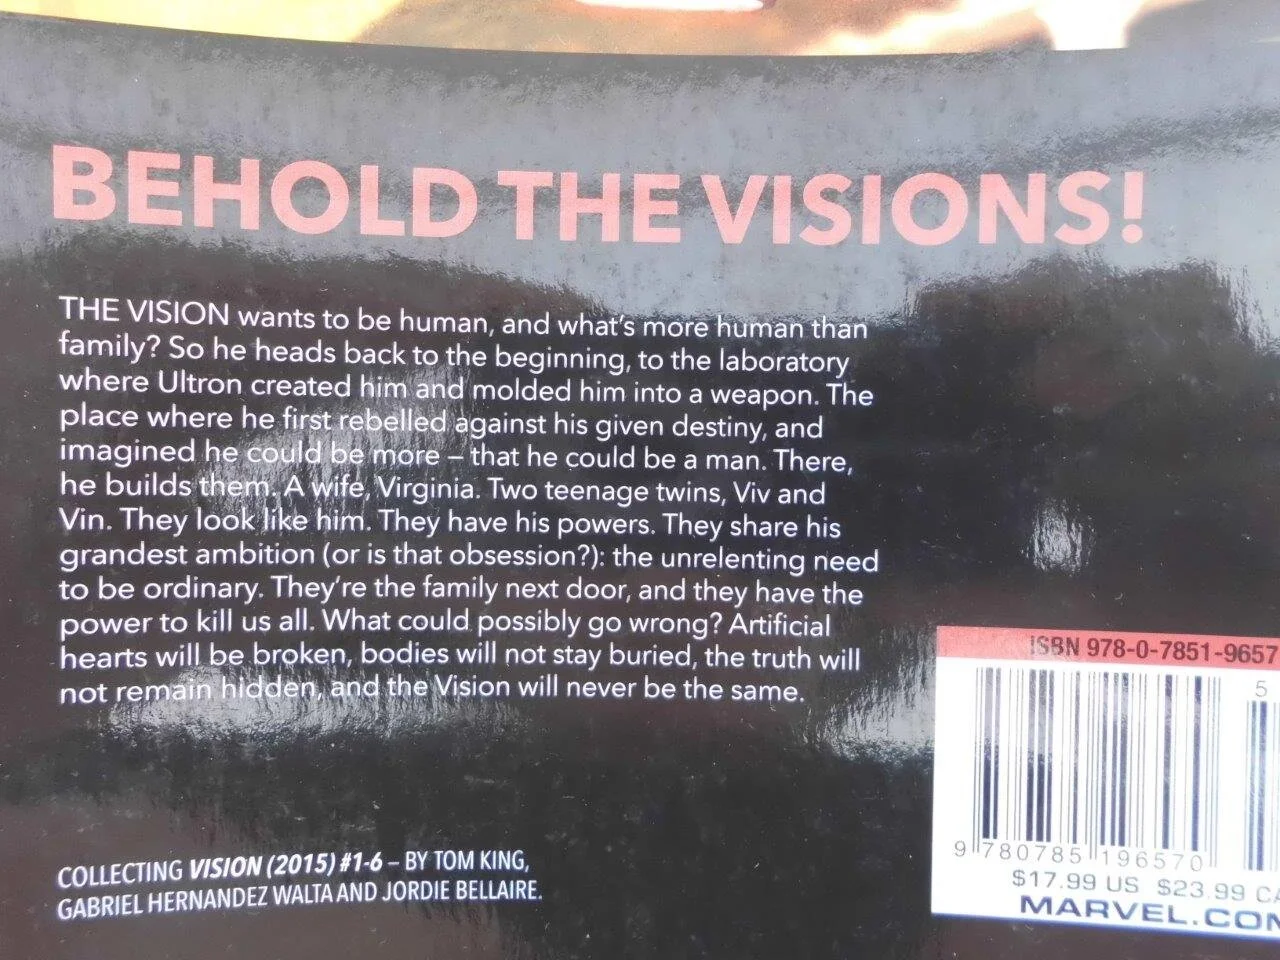 BEHOLD THE VISIONS!
THE VISION wants to be human, and what's more human than
family? So he heads back to the beginning, to the laboratory
where Ultron created him and molded him into a weapon. The
place where he first rebelled against his given destiny, and
imagined he could be more – that he could be a man. There,
he builds them. A wife, Virginia. Two teenage twins, Viv and
Vin. They look like him. They have his powers. They share his
grandest ambition (or is that obsession?): the unrelenting need
to be ordinary. They're the family next door, and they have the
power to kill us all. What could possibly go wrong? Artificial
hearts will be broken, bodies will not stay buried, the truth will
not remain hidden, and the Vision will never be the same.
COLLECTING VISION (2015) #1-6 – BY TOM KING,
GABRIEL HERNANDEZ WALTA AND JORDIE BELLAIRE.
ISBN 978-0-7851-9657
5
9 780785 196570
$17.99 US $23.99 CA
MARVEL.COM